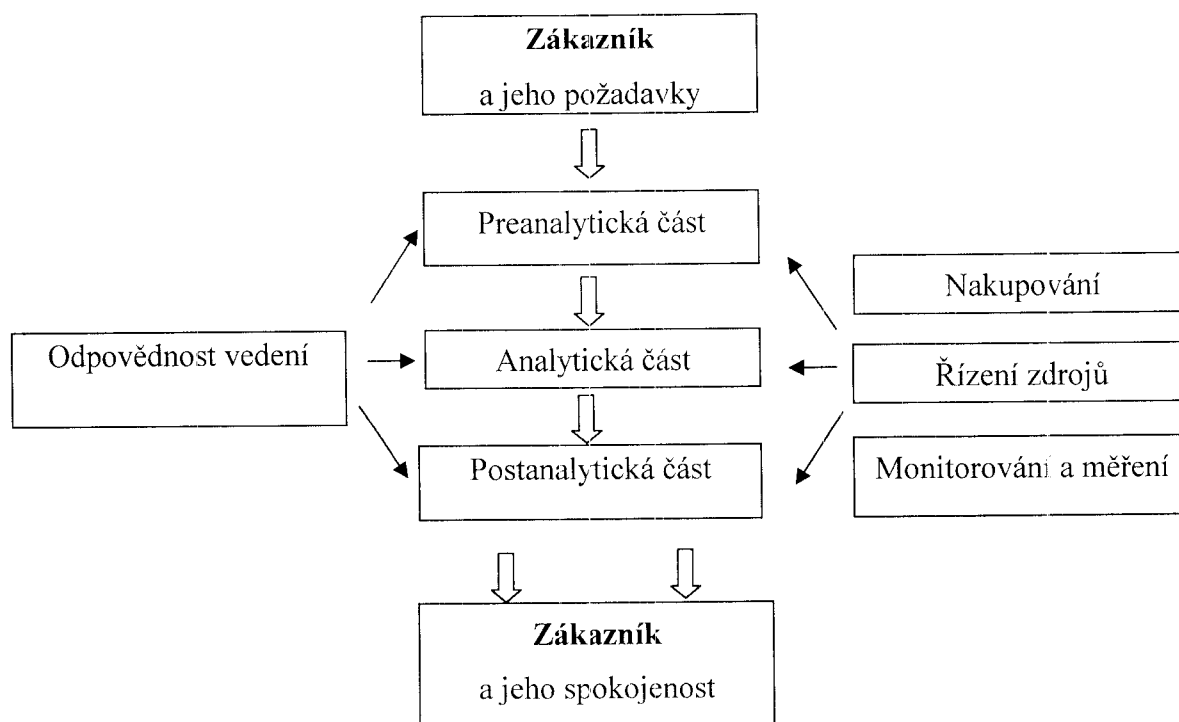 Zákazník
a jeho požadavky
Preanalytická část
Nakupování
Odpovědnost vedení
Analytická část
Řízení zdrojů
Postanalytická část
Monitorování a měření
Zákazník
a jeho spokojenost